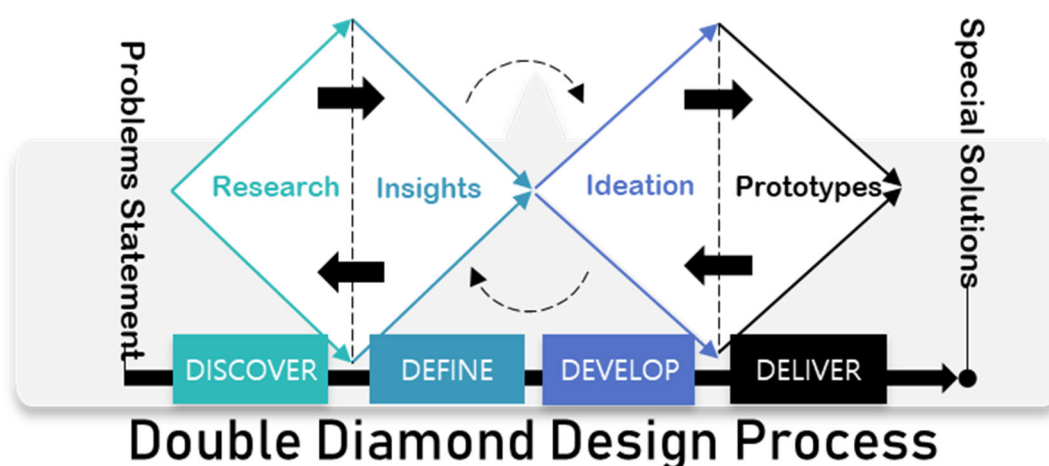 Problems Statement
Research
Insights
Ideation
Prototypes
Special Solutions
DISCOVER
DEFINE
DEVELOP
DELIVER
Double Diamond Design Process